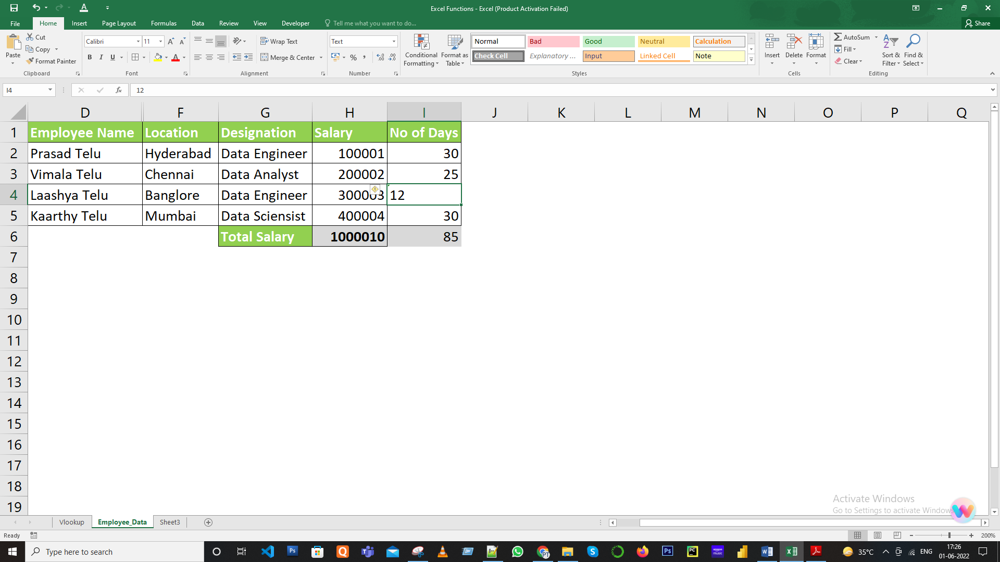 Excel Functions - Excel (Product Activation Failed)
File Home Insert Page Layout Formulas Data Review View Developer Tell me what you want to do... Share
Paste Cut Copy Format Painter Clipboard
Calibri 11 B I U Font
Wrap Text Merge & Center Alignment
Text % Number
Conditional Formatting Format as Table
Normal Bad Good Neutral Calculation
Check Cell Explanatory ... Input Linked Cell Note
Styles
Insert Delete Format Cells
AutoSum Fill Clear Sort & Filter Find & Select Editing
I4 fx 12
D F G H I J K L M N O P Q
1 Employee Name Location Designation Salary No of Days
2 Prasad Telu Hyderabad Data Engineer 100001 30
3 Vimala Telu Chennai Data Analyst 200002 25
4 Laashya Telu Banglore Data Engineer 300003 12
5 Kaarthy Telu Mumbai Data Sciensist 400004 30
6 Total Salary 1000010 85
7
8
9
10
11
12
13
14
15
16
17
18
19
Activate Windows
Go to Settings to activate Windows
Vlookup Employee_Data Sheet3
Ready 200%
Type here to search
35°C ENG 17:26
01-06-2022